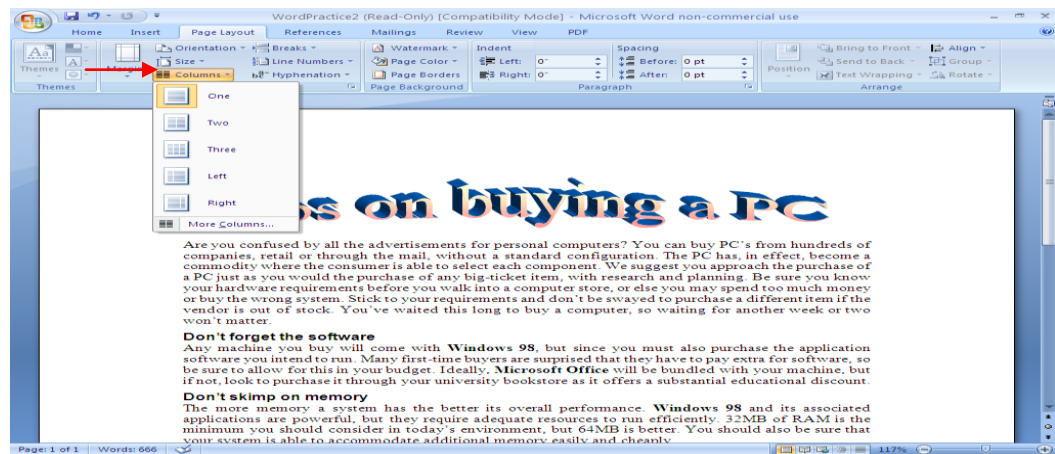 WordPractice2 (Read-Only) [Compatibility Mode] - Microsoft Word non-commercial use
Home Insert Page Layout References Mailings Review View PDF
Aa Orientation Breaks Watermark Indent Spacing Bring to Front Align
Size Line Numbers Page Color Left: 0" Before: 0 pt Send to Back Group
Themes Columns Hyphenation Page Borders Right: 0" After: 0 pt Position Text Wrapping Rotate
Themes Page Background Paragraph Arrange
One
Two
Three
Left
Right
More Columns...
on buying a PC
Are you confused by all the advertisements for personal computers? You can buy PC's from hundreds of
companies, retail or through the mail, without a standard configuration. The PC has, in effect, become a
commodity where the consumer is able to select each component. We suggest you approach the purchase of
a PC just as you would the purchase of any big-ticket item, with research and planning. Be sure you know
your hardware requirements before you walk into a computer store, or else you may spend too much money
or buy the wrong system. Stick to your requirements and don't be swayed to purchase a different item if the
vendor is out of stock. You've waited this long to buy a computer, so waiting for another week or two
won't matter.
Don't forget the software
Any machine you buy will come with Windows 98, but since you must also purchase the application
software you intend to run. Many first-time buyers are surprised that they have to pay extra for software, so
be sure to allow for this in your budget. Ideally, Microsoft Office will be bundled with your machine, but
if not, look to purchase it through your university bookstore as it offers a substantial educational discount.
Don't skimp on memory
The more memory a system has the better its overall performance. Windows 98 and its associated
applications are powerful, but they require adequate resources to run efficiently. 32MB of RAM is the
minimum you should consider in today's environment, but 64MB is better. You should also be sure that
your system is able to accommodate additional memory easily and cheaply.
Page: 1 of 1 Words: 666 117%